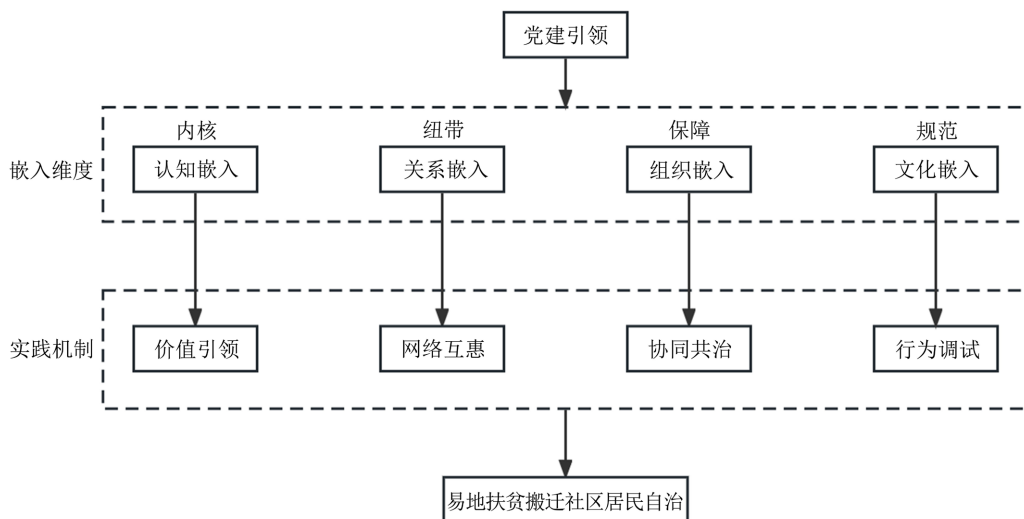 党建引领
内核
纽带
保障
规范
嵌入维度
认知嵌入
关系嵌入
组织嵌入
文化嵌入
实践机制
价值引领
网络互惠
协同共治
行为调试
易地扶贫搬迁社区居民自治